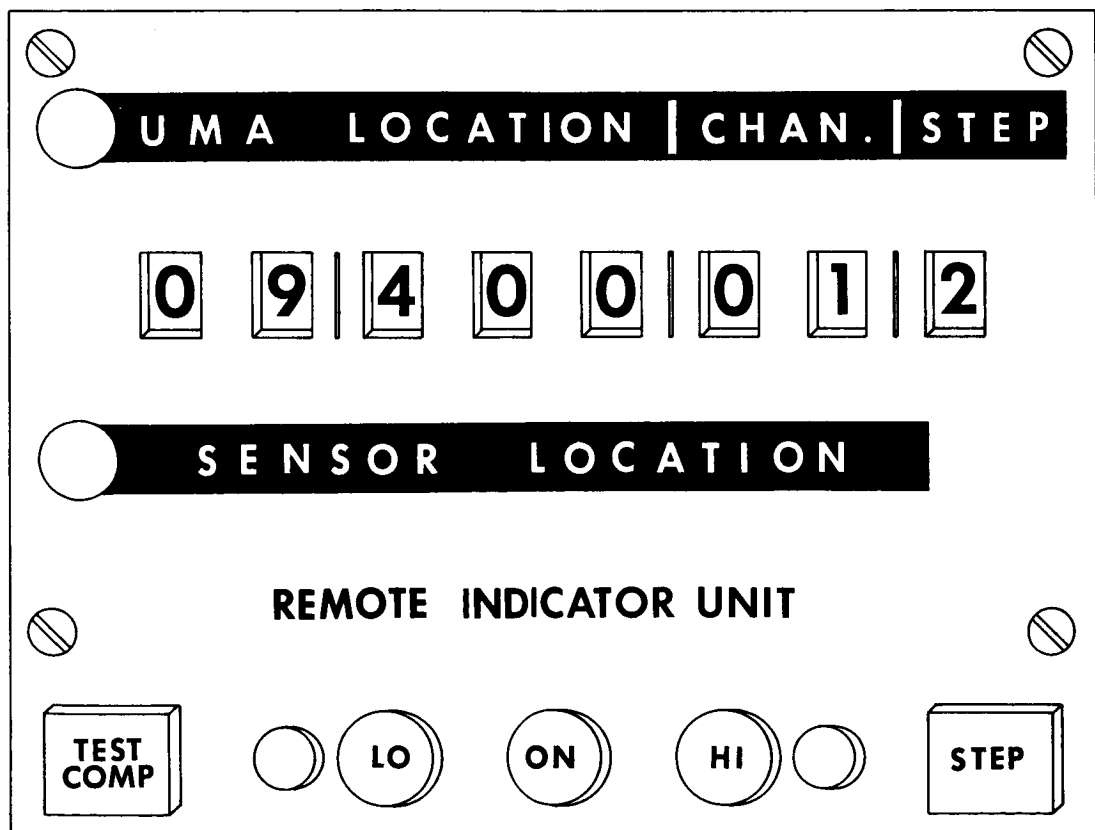 UMA LOCATION | CHAN. | STEP
0 9 | 4 0 0 | 0 1 | 2
SENSOR LOCATION
REMOTE INDICATOR UNIT
TEST COMP LO ON HI STEP